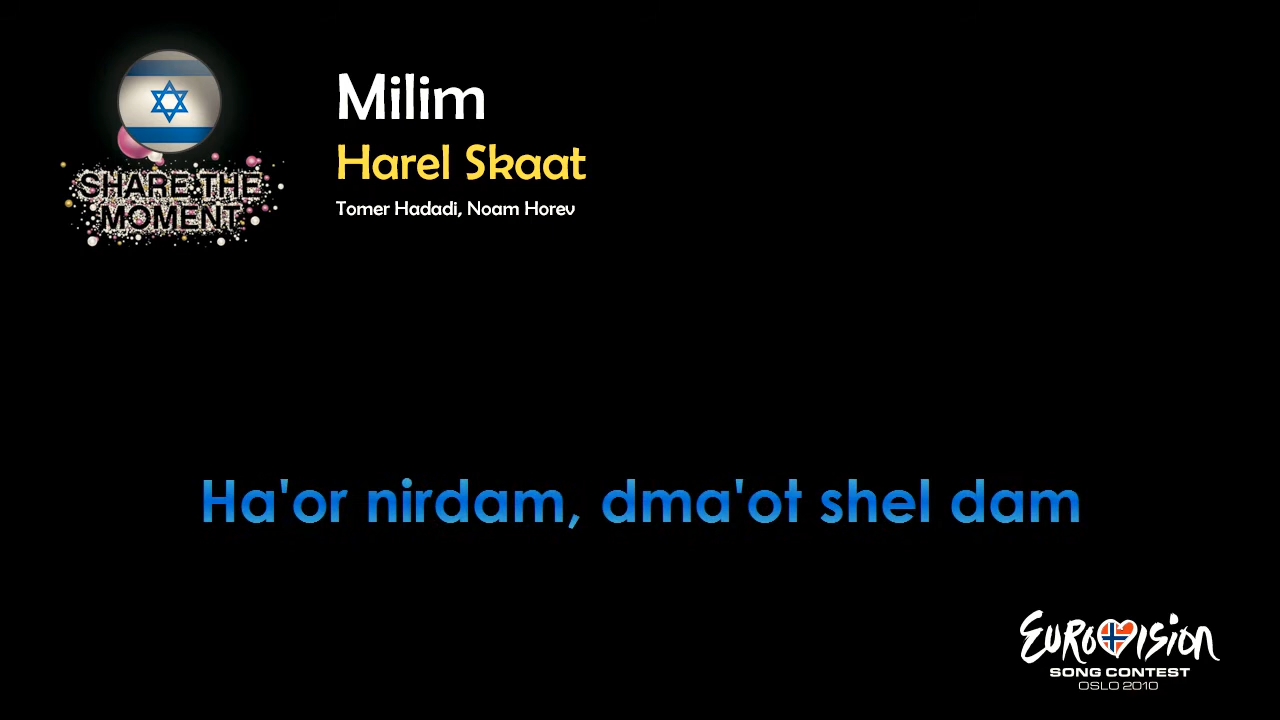 Milim
Harel Skaat
Tomer Hadadi, Noam Horev
SHARE THE
MOMENT
Ha'or nirdam, dma'ot shel dam
EUROVISION
SONG CONTEST
OSLO 2010